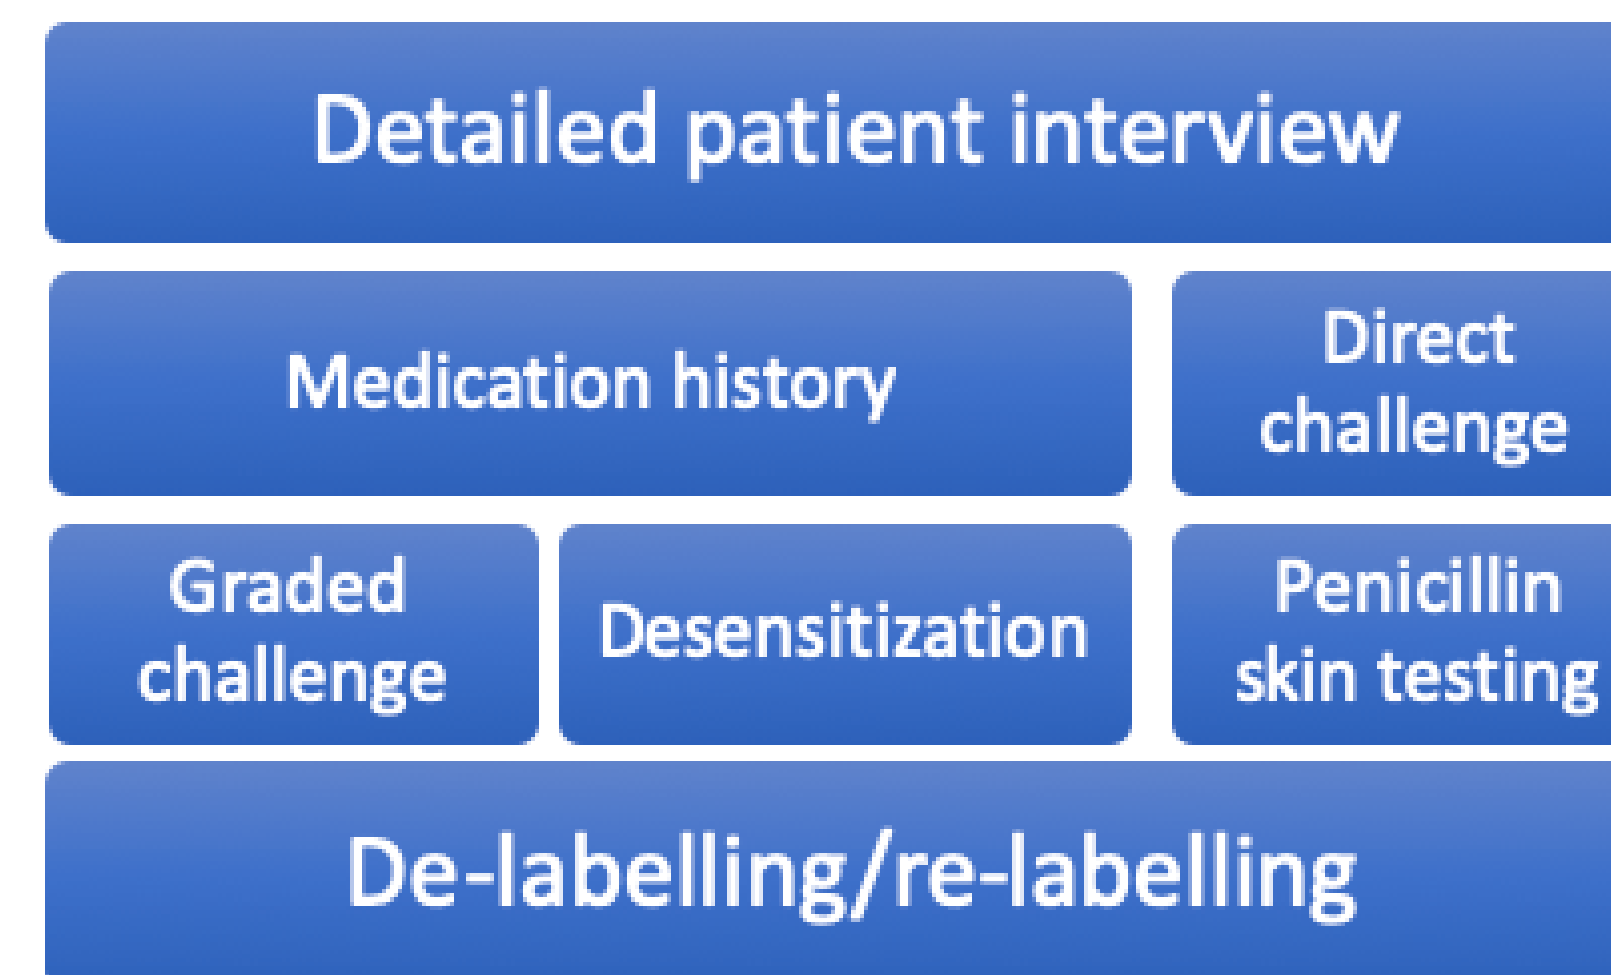 Detailed patient interview
Medication history
Direct
challenge
Graded
challenge
Desensitization
Penicillin
skin testing
De-labelling/re-labelling